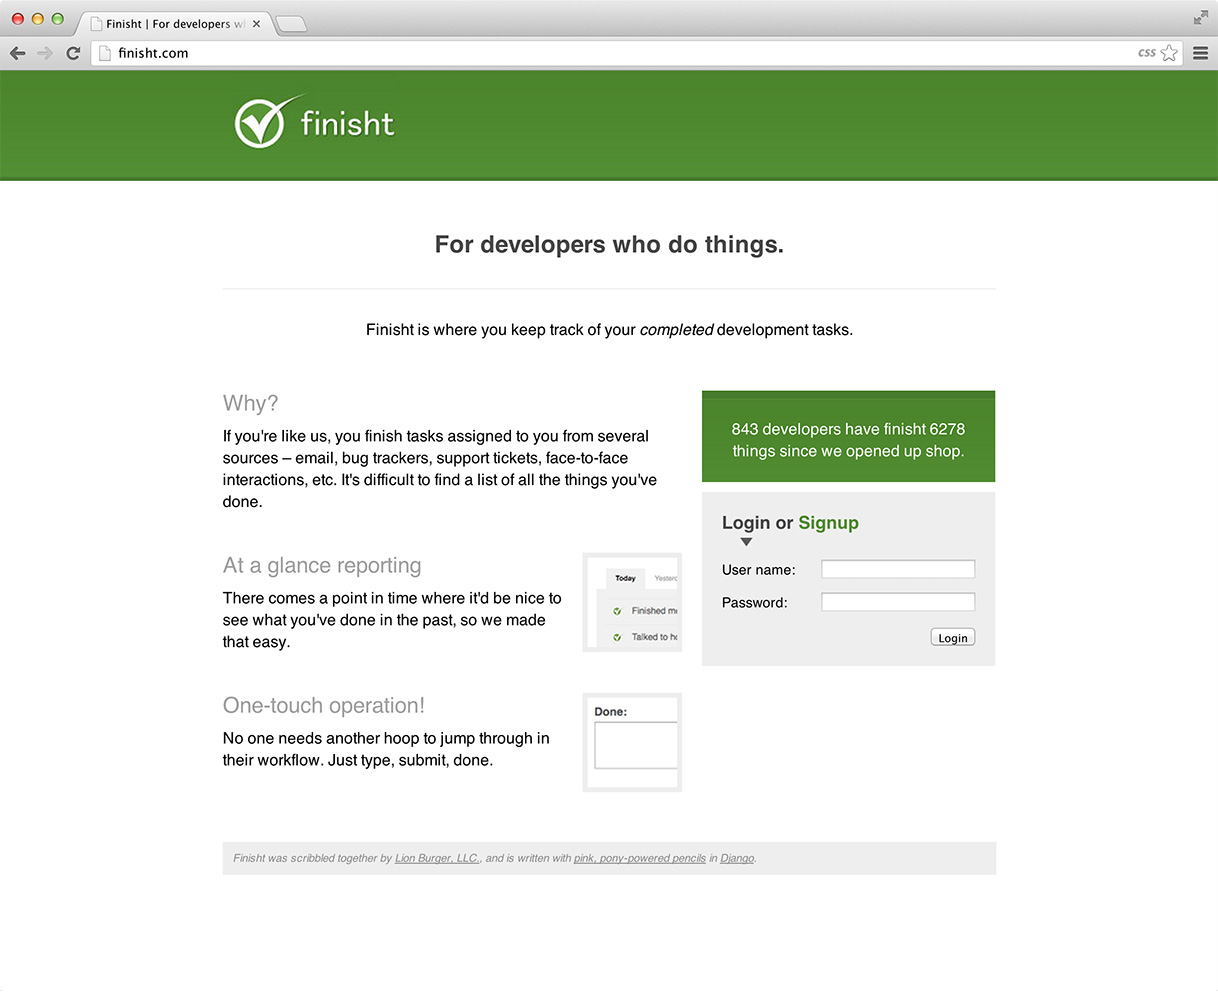 Finisht | For developers w
finisht.com
css
finisht
For developers who do things.
Finisht is where you keep track of your completed development tasks.
Why?
If you're like us, you finish tasks assigned to you from several
sources – email, bug trackers, support tickets, face-to-face
interactions, etc. It's difficult to find a list of all the things you've
done.
At a glance reporting
There comes a point in time where it'd be nice to
see what you've done in the past, so we made
that easy.
Today Yesterd
Finished m
Talked to h
One-touch operation!
No one needs another hoop to jump through in
their workflow. Just type, submit, done.
Done:
843 developers have finisht 6278
things since we opened up shop.
Login or Signup
User name:
Password:
Login
Finisht was scribbled together by Lion Burger, LLC., and is written with pink, pony-powered pencils in Django.